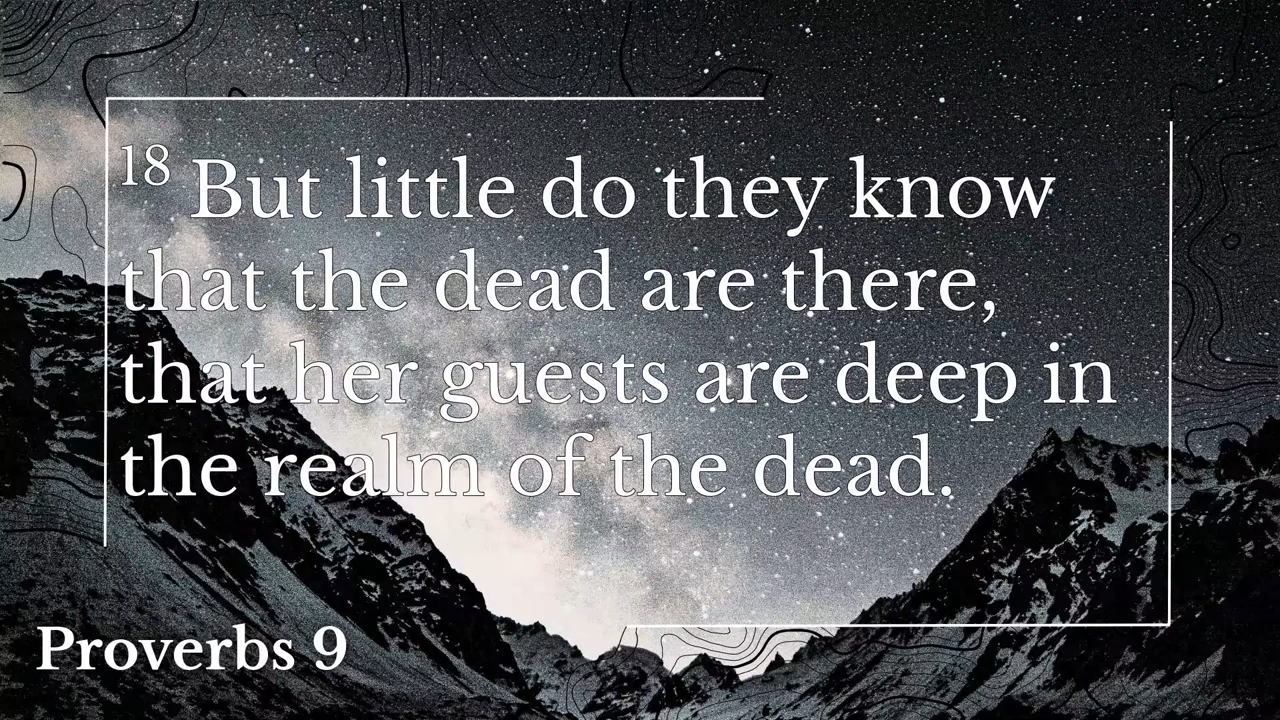 18 But little do they know
that the dead are there,
that her guests are deep in
the realm of the dead.
Proverbs 9